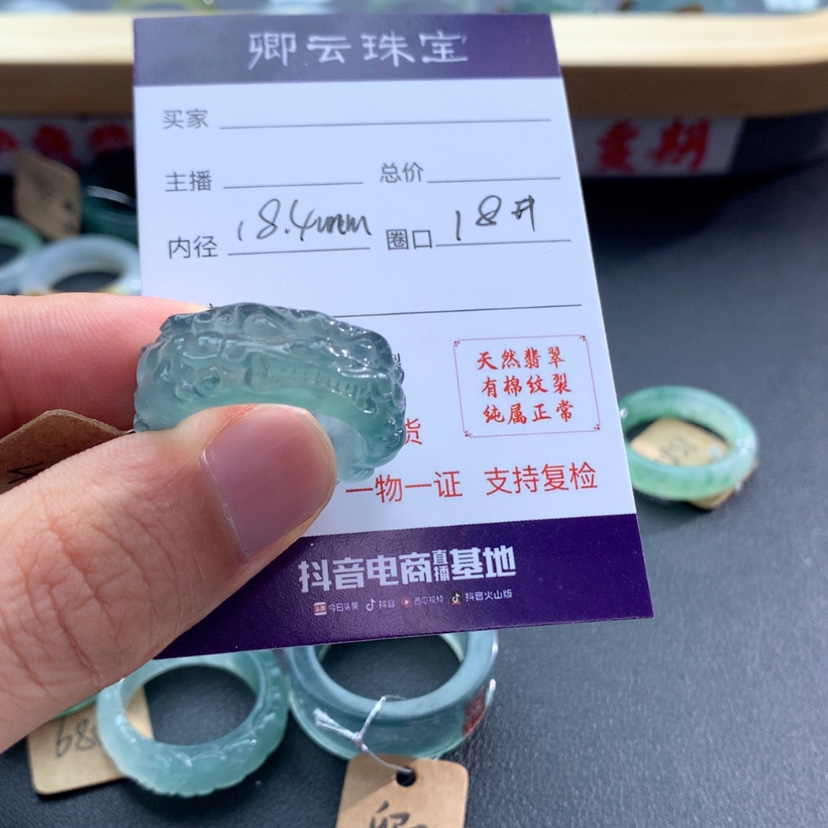 卿云珠宝
买家
主播 总价
内径 18.4mm 圈口 18号
天然翡翠
有棉纹裂
纯属正常
货
一物一证 支持复检
抖音电商直播基地
今日头条 抖音 西瓜视频 抖音火山版